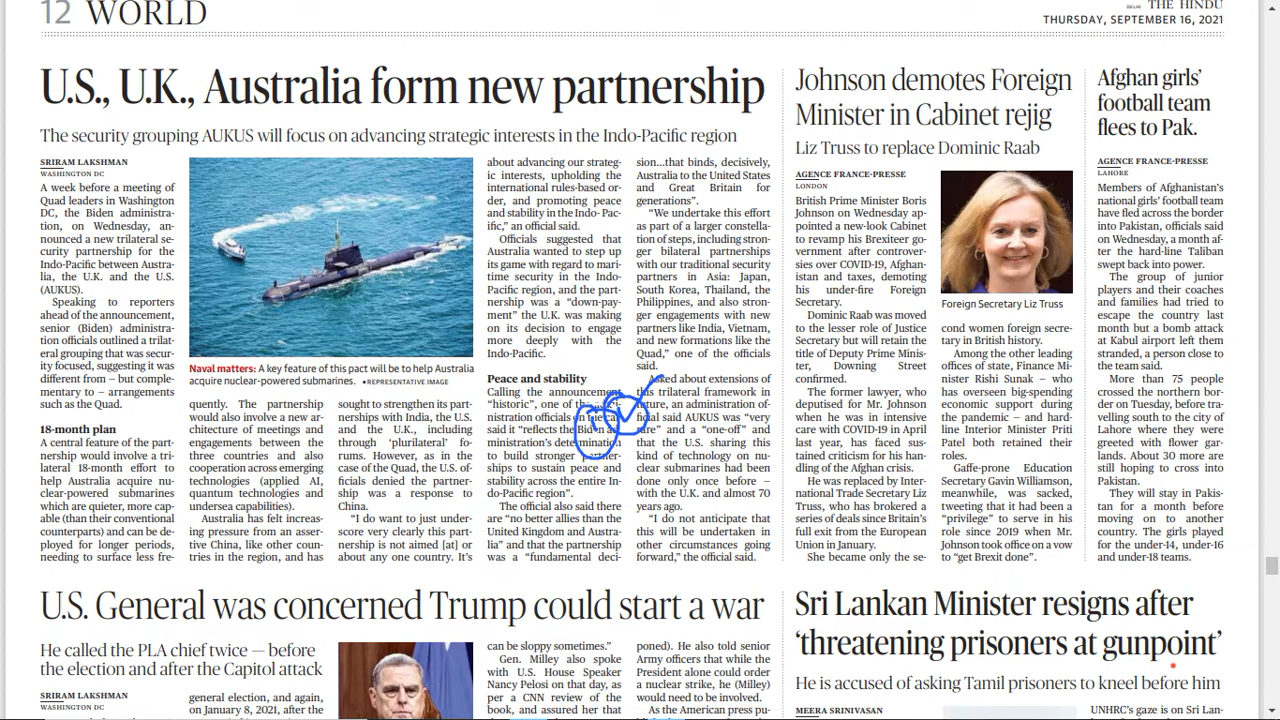 12 WORLD
DELHI THE HINDU
THURSDAY, SEPTEMBER 16, 2021
U.S., U.K., Australia form new partnership
The security grouping AUKUS will focus on advancing strategic interests in the Indo-Pacific region
SRIRAM LAKSHMAN
WASHINGTON DC
A week before a meeting of
Quad leaders in Washington
DC, the Biden administra-
tion, on Wednesday, an-
nounced a new trilateral se-
curity partnership for the
Indo-Pacific between Austra-
lia, the U.K. and the U.S.
(AUKUS).
Speaking to reporters
ahead of the announcement,
senior (Biden) administra-
tion officials outlined a trilat-
eral grouping that was secur-
ity focused, suggesting it was
different from – but comple-
mentary to – arrangements
such as the Quad.
18-month plan
A central feature of the part-
nership would involve a tri-
lateral 18-month effort to
help Australia acquire nu-
clear-powered submarines
which are quieter, more cap-
able (than their conventional
counterparts) and can be de-
ployed for longer periods,
needing to surface less fre-
Naval matters: A key feature of this pact will be to help Australia
acquire nuclear-powered submarines. •REPRESENTATIVE IMAGE
quently. The partnership
would also involve a new ar-
chitecture of meetings and
engagements between the
three countries and also
cooperation across emerging
technologies (applied AI,
quantum technologies and
undersea capabilities).
Australia has felt increas-
ing pressure from an asser-
tive China, like other coun-
tries in the region, and has
sought to strengthen its part-
nerships with India, the U.S.
and the U.K., including
through ‘plurilateral’ fo-
rums. However, as in the
case of the Quad, the U.S. of-
ficials denied the partner-
ship was a response to
China.
“I do want to just under-
score very clearly this part-
nership is not aimed [at] or
about any one country. It’s
about advancing our strateg-
ic interests, upholding the
international rules-based or-
der, and promoting peace
and stability in the Indo- Pac-
ific,” an official said.
Officials suggested that
Australia wanted to step up
its game with regard to mari-
time security in the Indo-
Pacific region, and the part-
nership was a “down-pay-
ment” the U.K. was making
on its decision to engage
more deeply with the
Indo-Pacific.
Peace and stability
Calling the announcement
“historic”, one of the
ministration officials on the call
said it “reflects the Biden ad-
ministration’s determination
to build stronger partner-
ships to sustain peace and
stability across the entire In-
do-Pacific region”.
The official also said there
are “no better allies than the
United Kingdom and Austra-
lia” and that the partnership
was a “fundamental deci-
sion...that binds, decisively,
Australia to the United States
and Great Britain for
generations”.
“We undertake this effort
as part of a larger constella-
tion of steps, including stron-
ger bilateral partnerships
with our traditional security
partners in Asia: Japan,
South Korea, Thailand, the
Philippines, and also stron-
ger engagements with new
partners like India, Vietnam,
and new formations like the
Quad,” one of the officials
said.
Asked about extensions of
this trilateral framework in
future, an administration of-
ficial said AUKUS was “very
rare” and a “one-off” and
that the U.S. sharing this
kind of technology on nu-
clear submarines had been
done only once before –
with the U.K. and almost 70
years ago.
“I do not anticipate that
this will be undertaken in
other circumstances going
forward,” the official said.
Johnson demotes Foreign
Minister in Cabinet rejig
Liz Truss to replace Dominic Raab
AGENCE FRANCE-PRESSE
LONDON
British Prime Minister Boris
Johnson on Wednesday ap-
pointed a new-look Cabinet
to revamp his Brexiteer go-
vernment after controver-
sies over COVID-19, Afghan-
istan and taxes, demoting
his under-fire Foreign
Secretary.
Dominic Raab was moved
to the lesser role of Justice
Secretary but will retain the
title of Deputy Prime Minis-
ter, Downing Street
confirmed.
The former lawyer, who
deputised for Mr. Johnson
when he was in intensive
care with COVID-19 in April
last year, has faced sus-
tained criticism for his han-
dling of the Afghan crisis.
He was replaced by Inter-
national Trade Secretary Liz
Truss, who has brokered a
series of deals since Britain’s
full exit from the European
Union in January.
She became only the se-
Foreign Secretary Liz Truss
cond women foreign secre-
tary in British history.
Among the other leading
offices of state, Finance Mi-
nister Rishi Sunak – who
has overseen big-spending
economic support during
the pandemic – and hard-
line Interior Minister Priti
Patel both retained their
roles.
Gaffe-prone Education
Secretary Gavin Williamson,
meanwhile, was sacked,
tweeting that it had been a
“privilege” to serve in his
role since 2019 when Mr.
Johnson took office on a vow
to “get Brexit done”.
Afghan girls’
football team
flees to Pak.
AGENCE FRANCE-PRESSE
LAHORE
Members of Afghanistan’s
national girls’ football team
have fled across the border
into Pakistan, officials said
on Wednesday, a month af-
ter the hard-line Taliban
swept back into power.
The group of junior
players and their coaches
and families had tried to
escape the country last
month but a bomb attack
at Kabul airport left them
stranded, a person close to
the team said.
More than 75 people
crossed the northern bor-
der on Tuesday, before tra-
velling south to the city of
Lahore where they were
greeted with flower gar-
lands. About 30 more are
still hoping to cross into
Pakistan.
They will stay in Pakis-
tan for a month before
moving on to another
country. The girls played
for the under-14, under-16
and under-18 teams.
U.S. General was concerned Trump could start a war
He called the PLA chief twice — before
the election and after the Capitol attack
SRIRAM LAKSHMAN
WASHINGTON DC
general election, and again,
on January 8, 2021, after the
can be sloppy sometimes.”
Gen. Milley also spoke
with U.S. House Speaker
Nancy Pelosi on that day, as
per a CNN review of the
book, and assured her that
poned). He also told senior
Army officers that while the
President alone could order
a nuclear strike, he (Milley)
would need to be involved.
As the American press pu-
Sri Lankan Minister resigns after
‘threatening prisoners at gunpoint’
He is accused of asking Tamil prisoners to kneel before him
MEERA SRINIVASAN
UNHRC’s gaze is on Sri Lan-